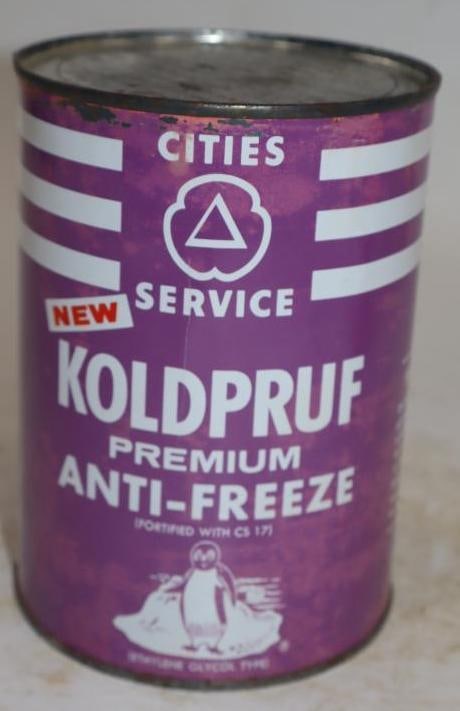 CITIES
SERVICE
NEW
KOLDPRUF
PREMIUM
ANTI-FREEZE
(FORTIFIED WITH CS 17)
(ETHYLENE GLYCOL TYPE)